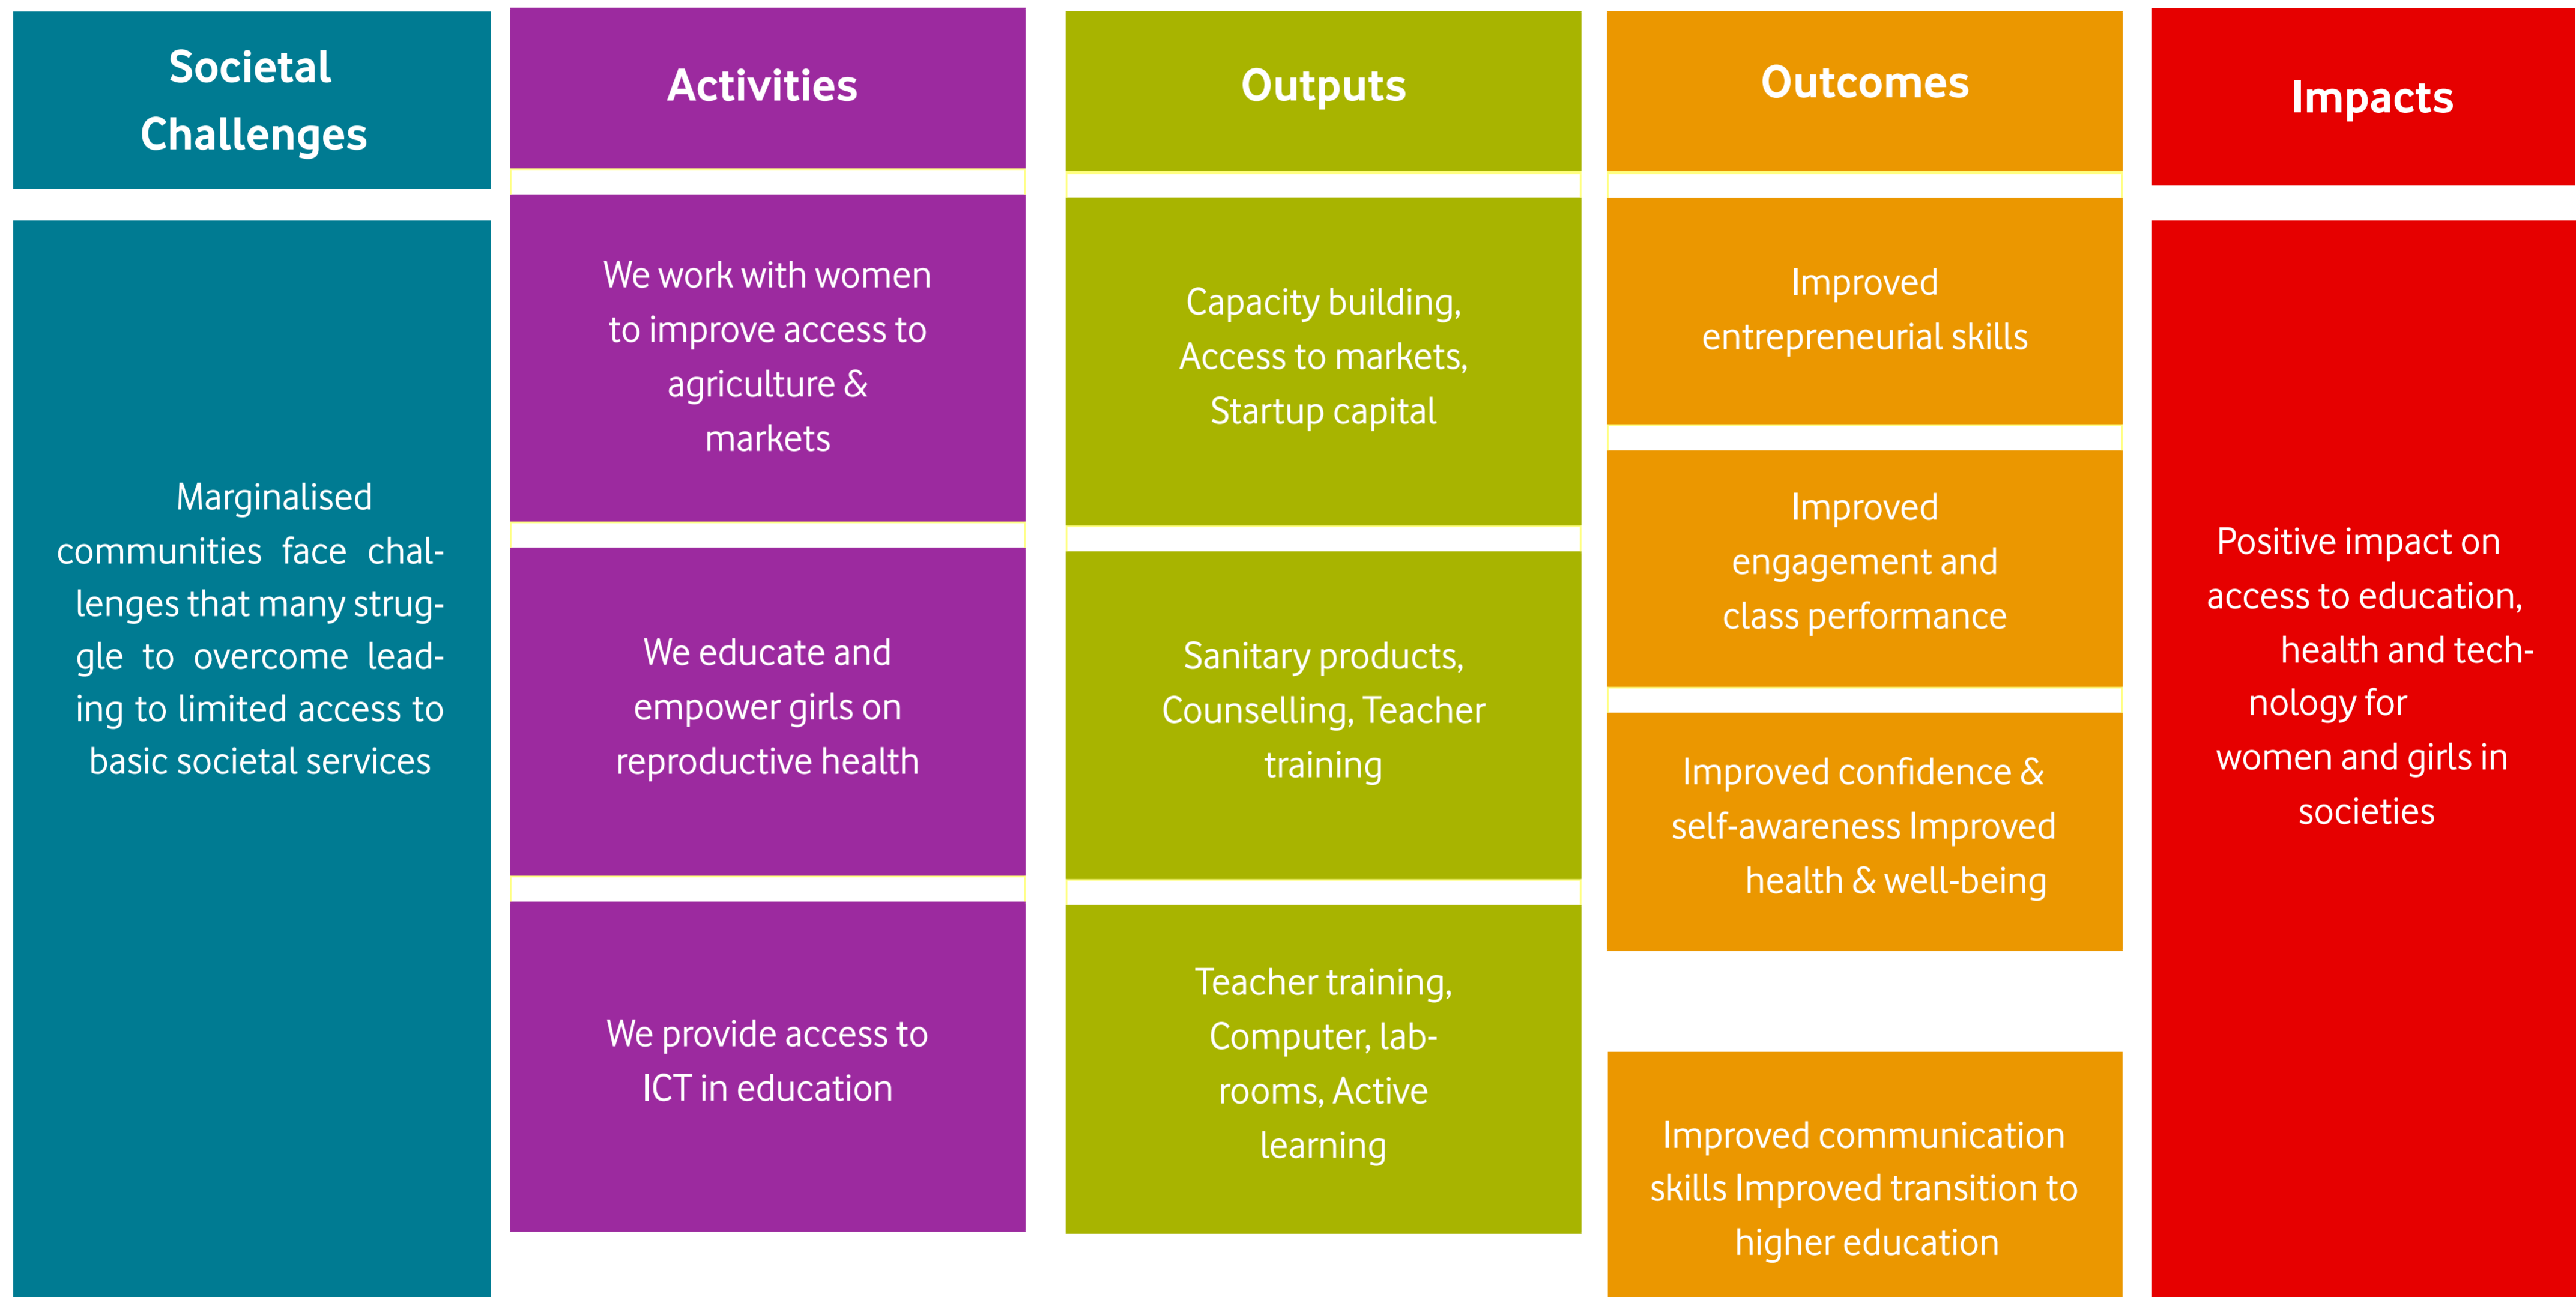 Societal
Challenges
Marginalised
communities face chal-
lenges that many strug-
gle to overcome lead-
ing to limited access to
basic societal services
Activities
We work with women
to improve access to
agriculture &
markets
We educate and
empower girls on
reproductive health
We provide access to
ICT in education
Outputs
Capacity building,
Access to markets,
Startup capital
Sanitary products,
Counselling, Teacher
training
Teacher training,
Computer, lab-
rooms, Active
learning
Outcomes
Improved
entrepreneurial skills
Improved
engagement and
class performance
Improved confidence &
self-awareness Improved
health & well-being
Improved communication
skills Improved transition to
higher education
Impacts
Positive impact on
access to education,
health and tech-
nology for
women and girls in
societies